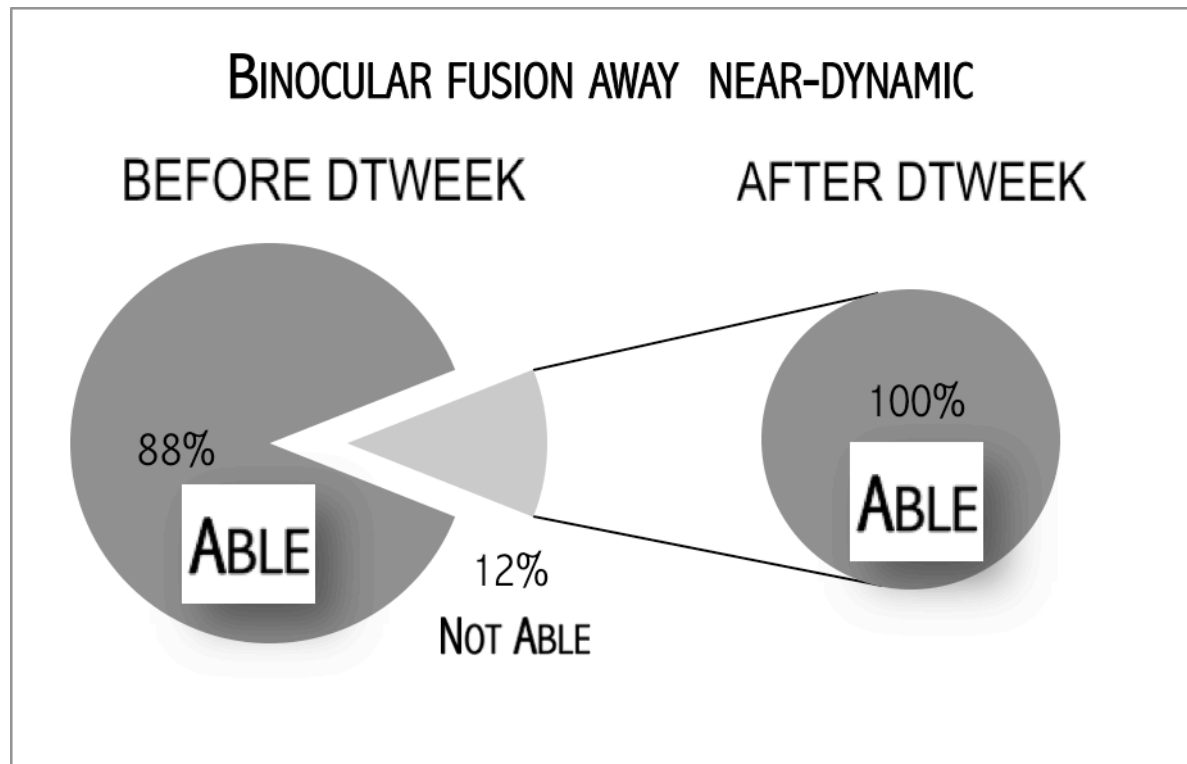 BINOCULAR FUSION AWAY NEAR-DYNAMIC
BEFORE DTWEEK
AFTER DTWEEK
88%
ABLE
12%
NOT ABLE
100%
ABLE